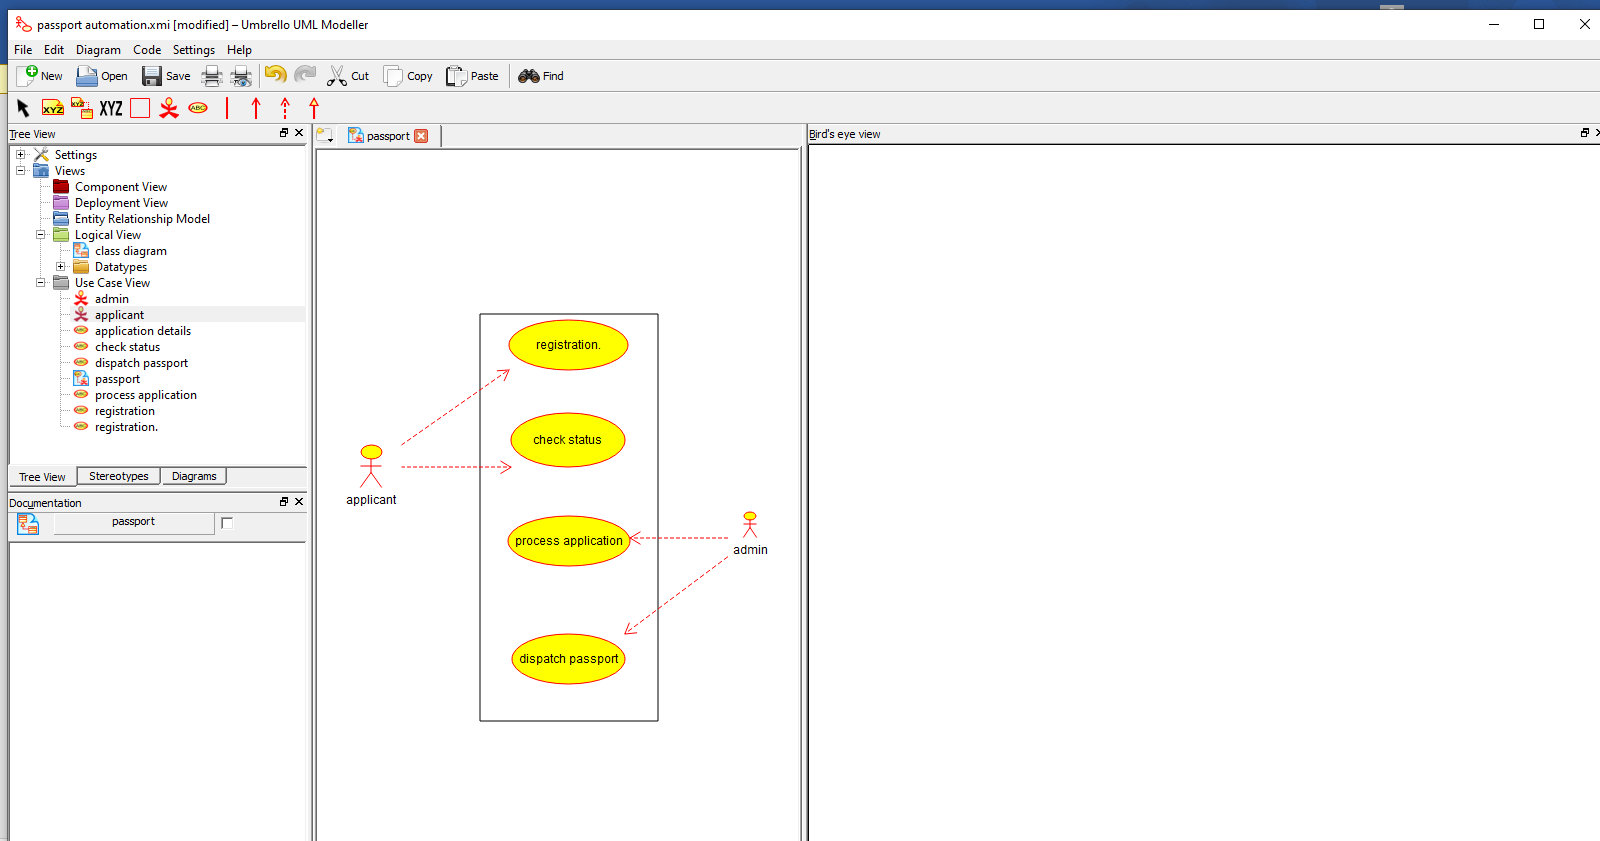 passport automation.xmi [modified] – Umbrello UML Modeller
File Edit Diagram Code Settings Help
New Open Save Cut Copy Paste Find
XYZ XYZ XYZ ABC
Tree View
Settings
Views
Component View
Deployment View
Entity Relationship Model
Logical View
class diagram
Datatypes
Use Case View
admin
applicant
application details
check status
dispatch passport
passport
process application
registration
registration.
Tree View Stereotypes Diagrams
Documentation
passport
passport
registration.
check status
applicant
process application
admin
dispatch passport
Bird's eye view